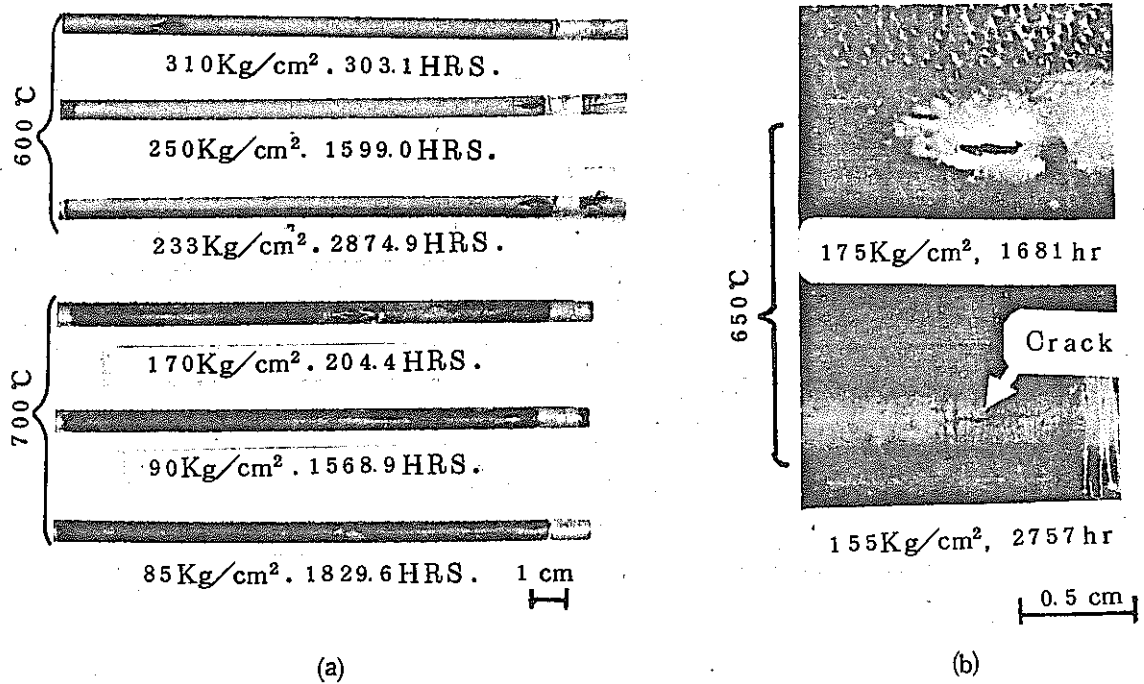 600℃
310Kg/cm². 303.1HRS.
250Kg/cm². 1599.0HRS.
233Kg/cm². 2874.9HRS.
700℃
170Kg/cm². 204.4HRS.
90Kg/cm². 1568.9HRS.
85Kg/cm². 1829.6HRS.
1 cm
(a)
650℃
175Kg/cm², 1681hr
Crack
155Kg/cm², 2757hr
0.5 cm
(b)